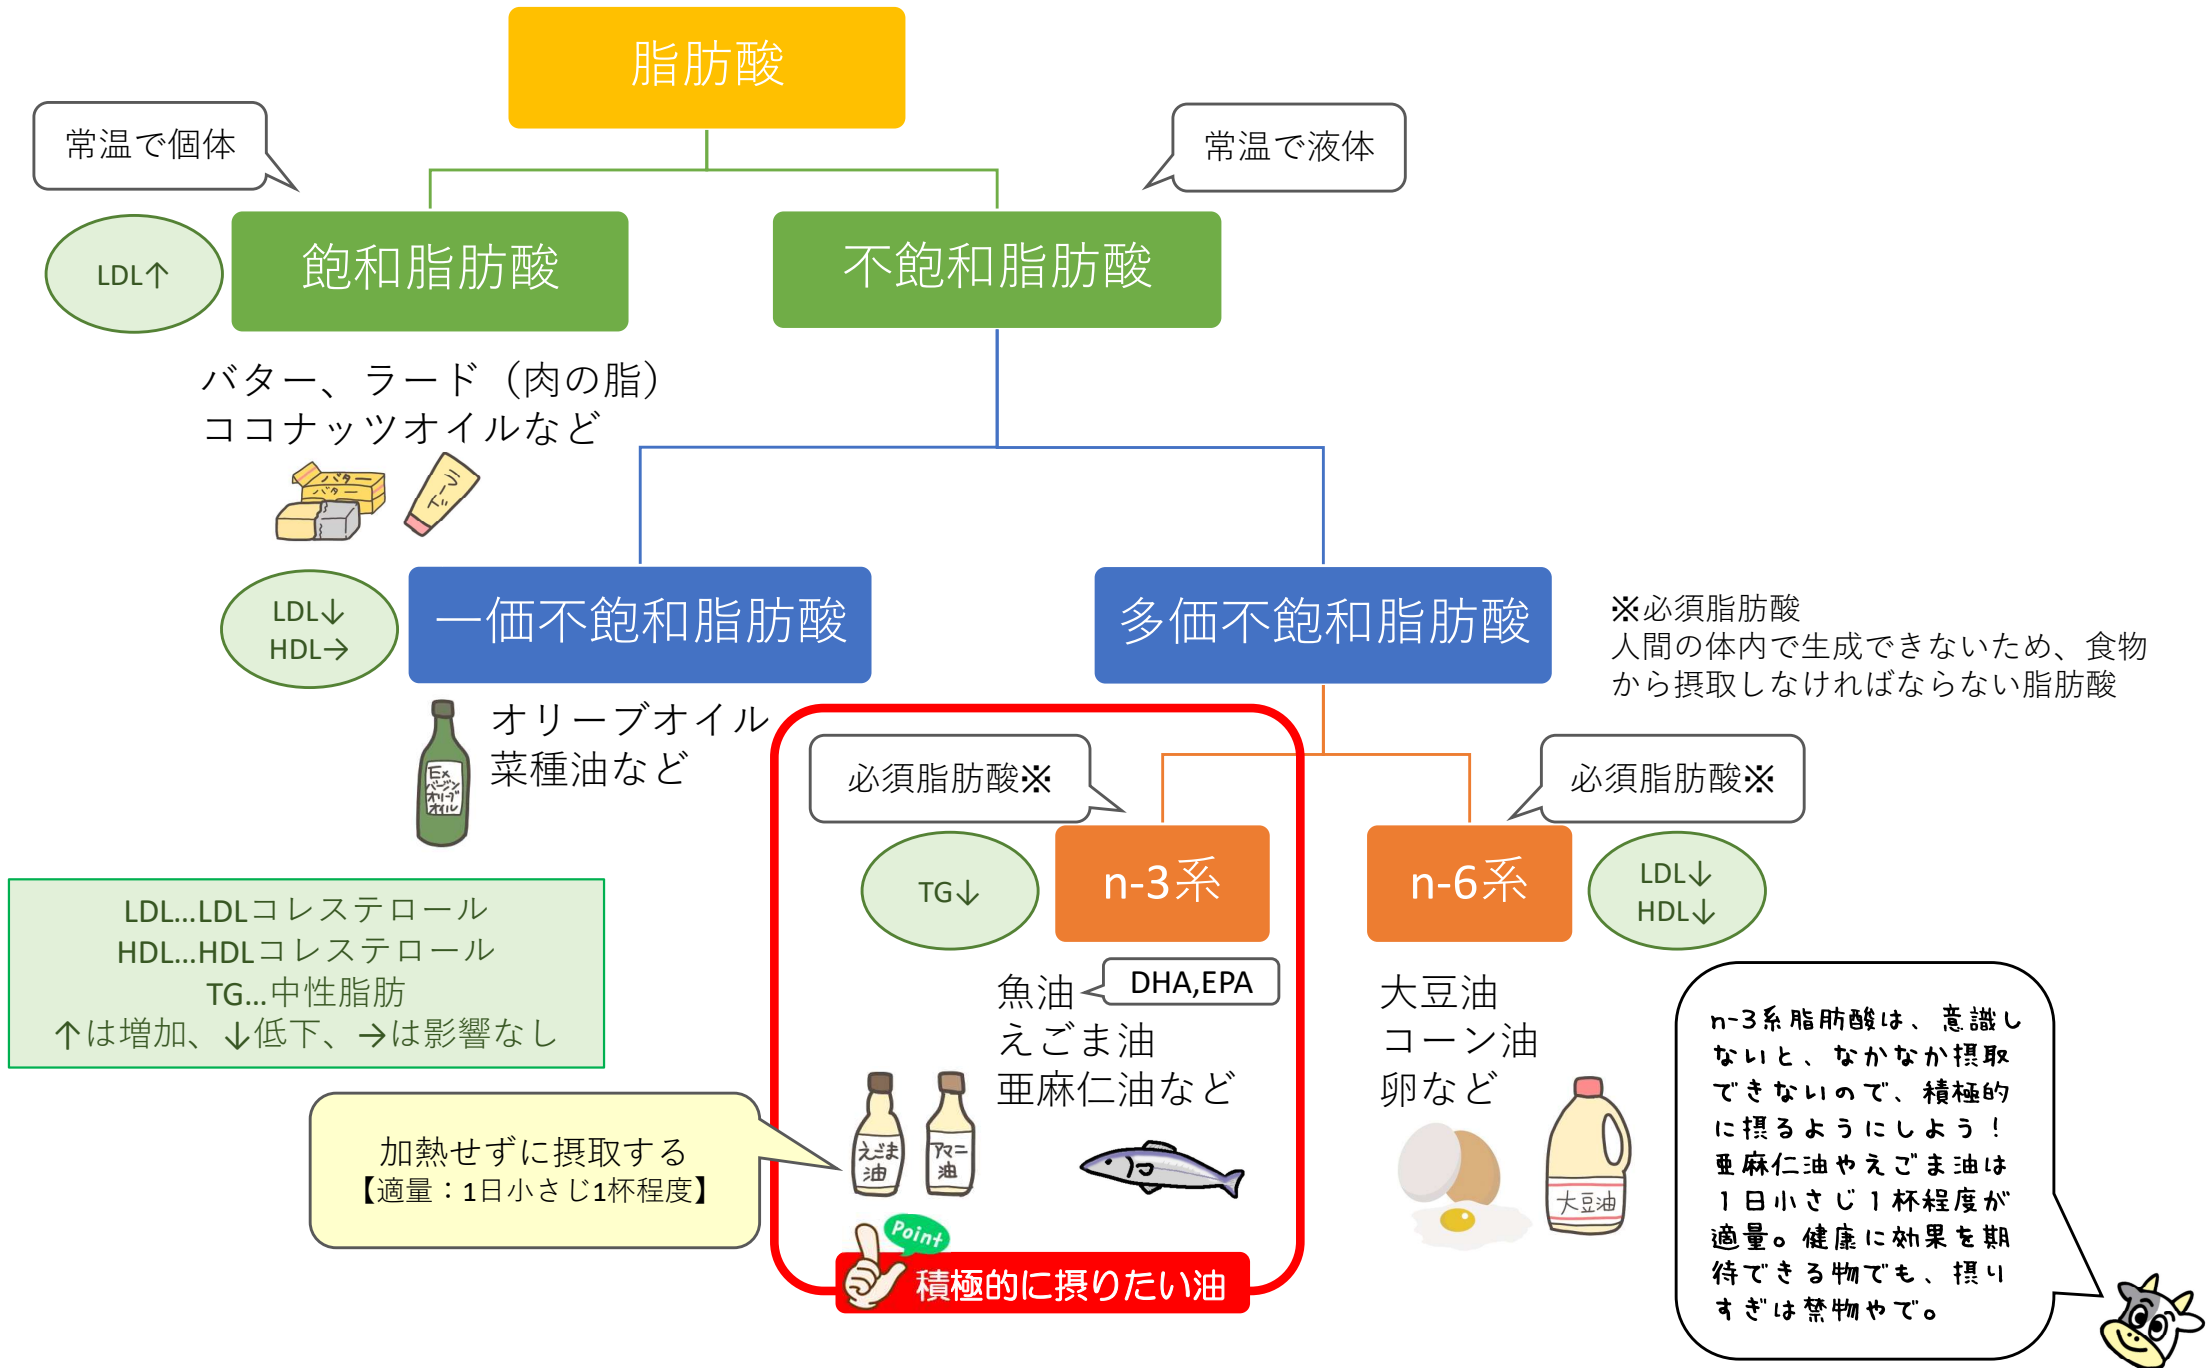 脂肪酸
常温で個体
常温で液体
LDL↑
飽和脂肪酸
不飽和脂肪酸
バター、ラード（肉の脂）
ココナッツオイルなど
バター
バター
ラード
LDL↓
HDL→
一価不飽和脂肪酸
多価不飽和脂肪酸
※必須脂肪酸
人間の体内で生成できないため、食物
から摂取しなければならない脂肪酸
オリーブオイル
菜種油など
Ex
バージン
オリーブ
オイル
必須脂肪酸※
必須脂肪酸※
TG↓
n-3系
n-6系
LDL↓
HDL↓
LDL…LDLコレステロール
HDL…HDLコレステロール
TG…中性脂肪
↑は増加、↓低下、→は影響なし
魚油
DHA,EPA
えごま油
亜麻仁油など
大豆油
コーン油
卵など
加熱せずに摂取する
【適量：1日小さじ1杯程度】
えごま
油
アマニ
油
大豆油
Point
積極的に摂りたい油
n-3系脂肪酸は、意識し
ないと、なかなか摂取
できないので、積極的
に摂るようにしよう！
亜麻仁油やえごま油は
１日小さじ１杯程度が
適量。健康に効果を期
待できる物でも、摂り
すぎは禁物やで。